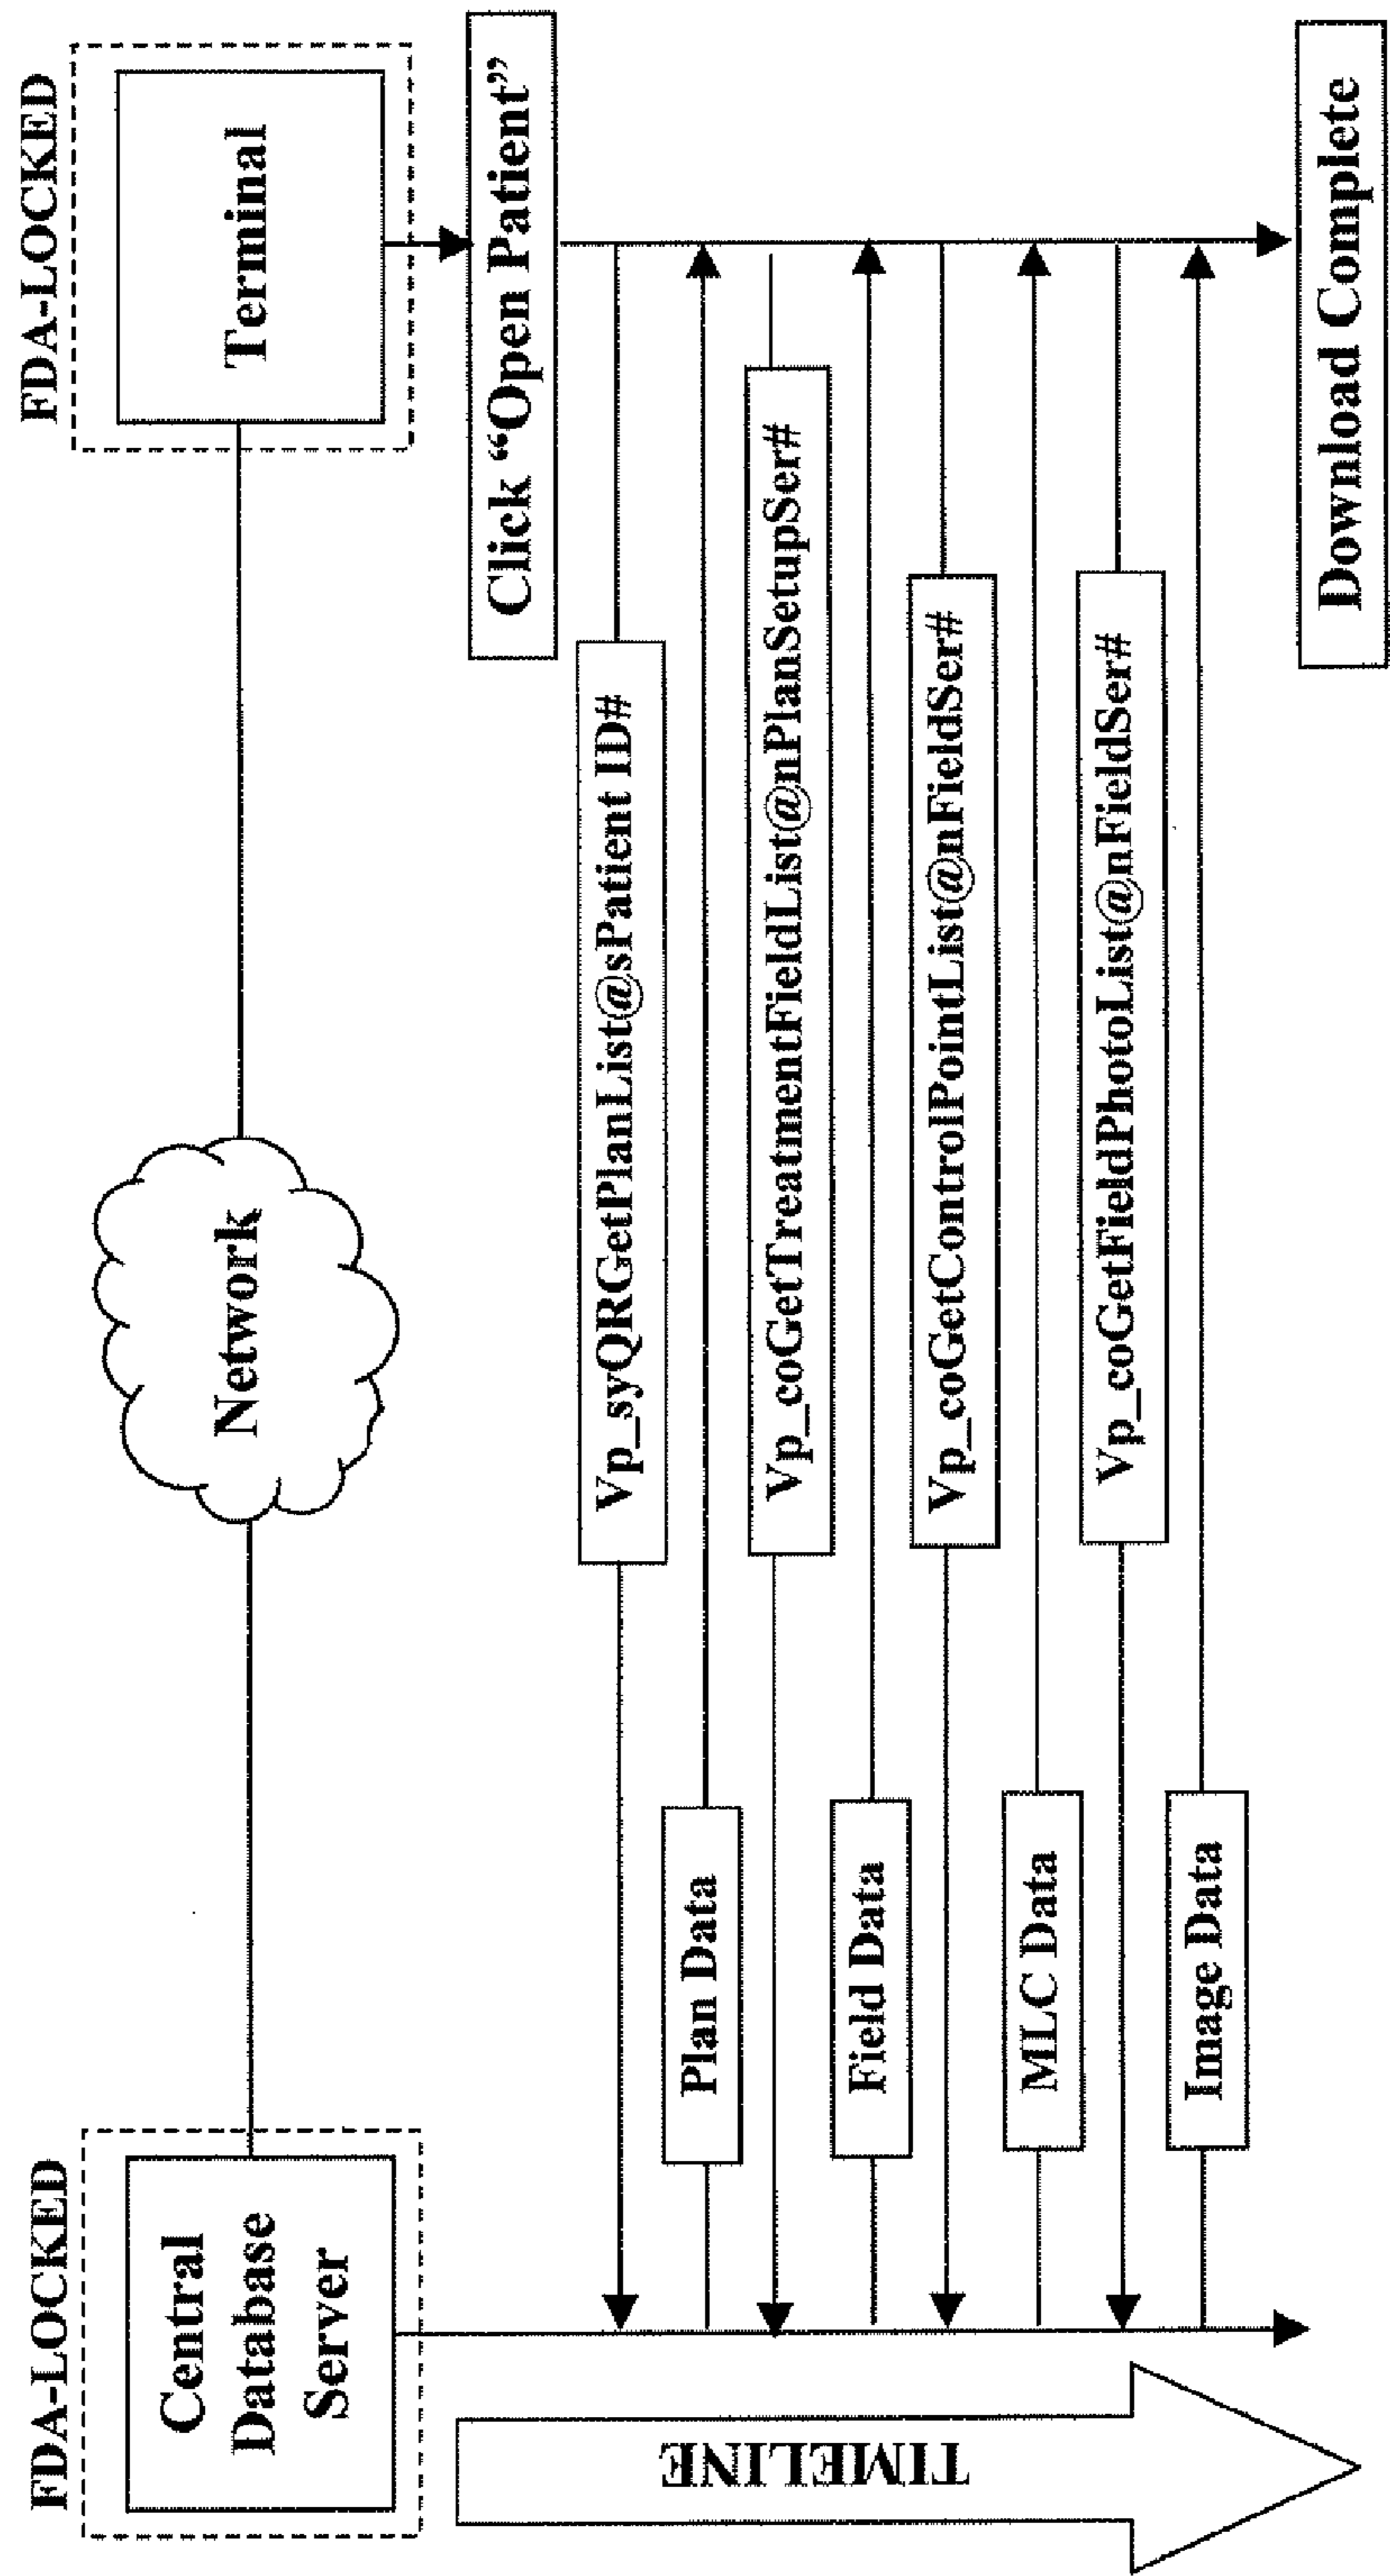 FDA-LOCKED
FDA-LOCKED
Central
Database
Server
Network
Terminal
Click “Open Patient”
Vp_syQRGetPlanList@sPatient ID#
Plan Data
Vp_coGetTreatmentFieldList@nPlanSetupSer#
Field Data
Vp_coGetControlPointList@nFieldSer#
MLC Data
Vp_coGetFieldPhotoList@nFieldSer#
Image Data
Download Complete
TIMELINE